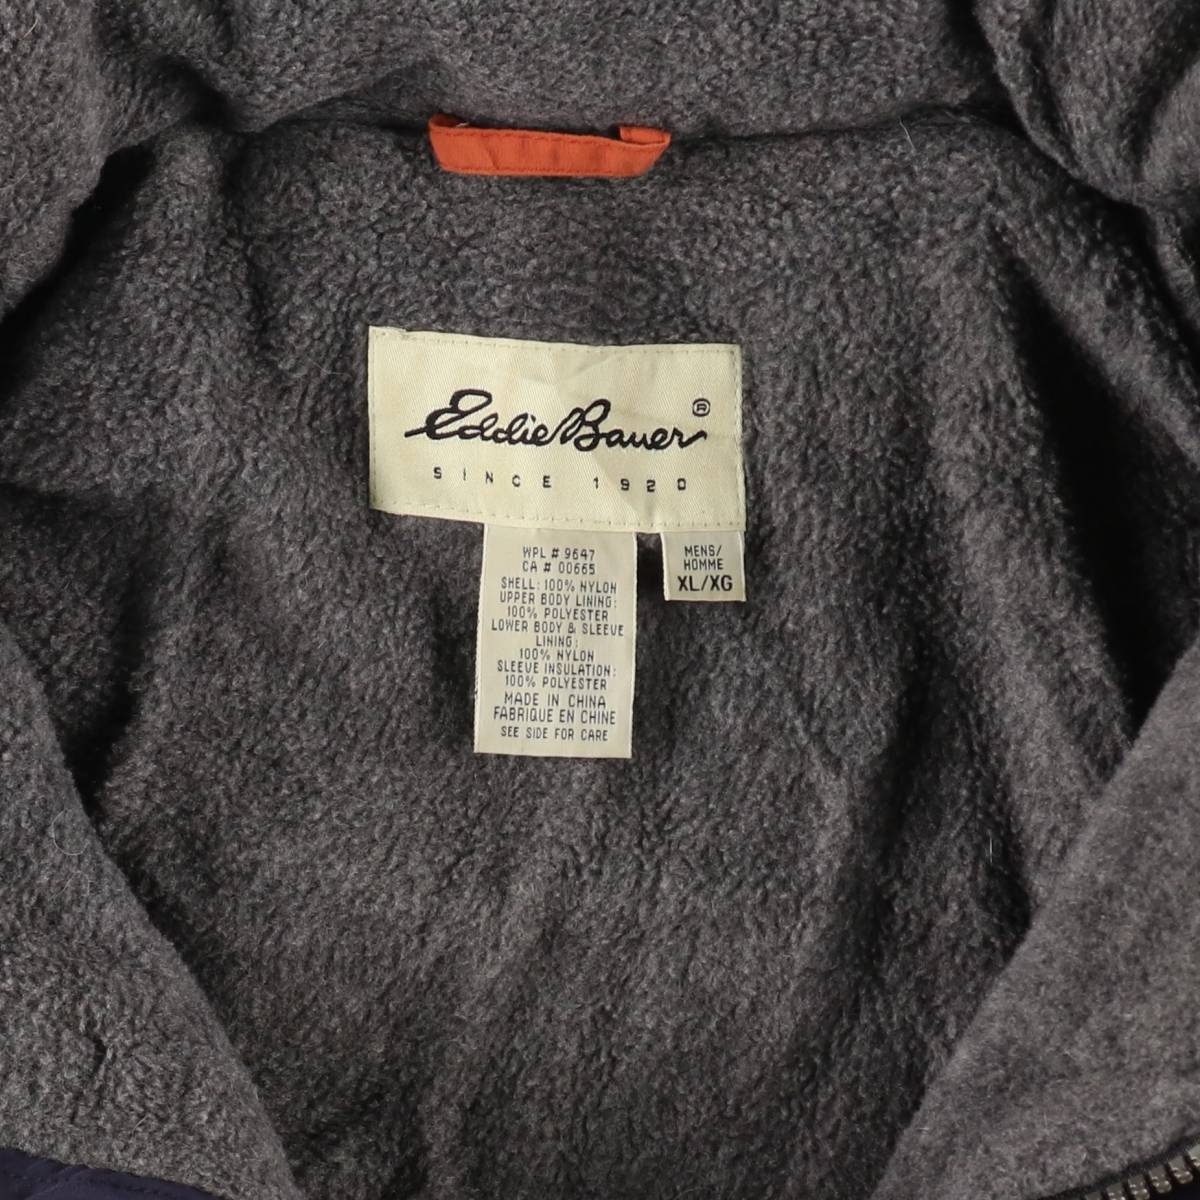 Eddie Bauer ®
SINCE 1920
WPL # 9647
CA # 00665
SHELL: 100% NYLON
UPPER BODY LINING:
100% POLYESTER
LOWER BODY & SLEEVE
LINING:
100% NYLON
SLEEVE INSULATION:
100% POLYESTER
MADE IN CHINA
FABRIQUE EN CHINE
SEE SIDE FOR CARE
MENS/
HOMME
XL/XG